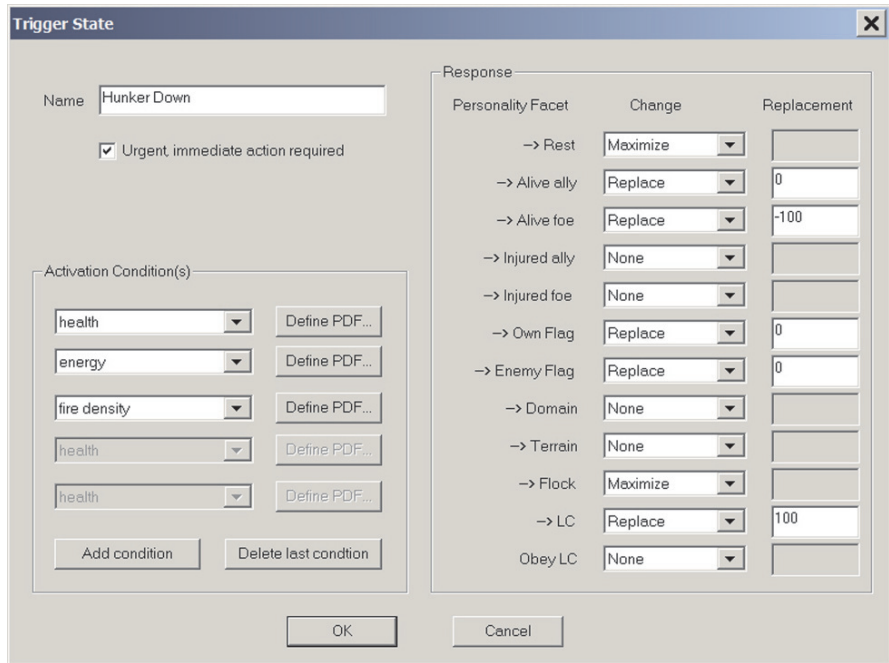 Trigger State
Name Hunker Down
Urgent, immediate action required
Activation Condition(s)
health Define PDF...
energy Define PDF...
fire density Define PDF...
health Define PDF...
health Define PDF...
Add condition Delete last condtion
Response
Personality Facet Change Replacement
–> Rest Maximize
–> Alive ally Replace 0
–> Alive foe Replace -100
–> Injured ally None
–> Injured foe None
–> Own Flag Replace 0
–> Enemy Flag Replace 0
–> Domain None
–> Terrain None
–> Flock Maximize
–> LC Replace 100
Obey LC None
OK Cancel